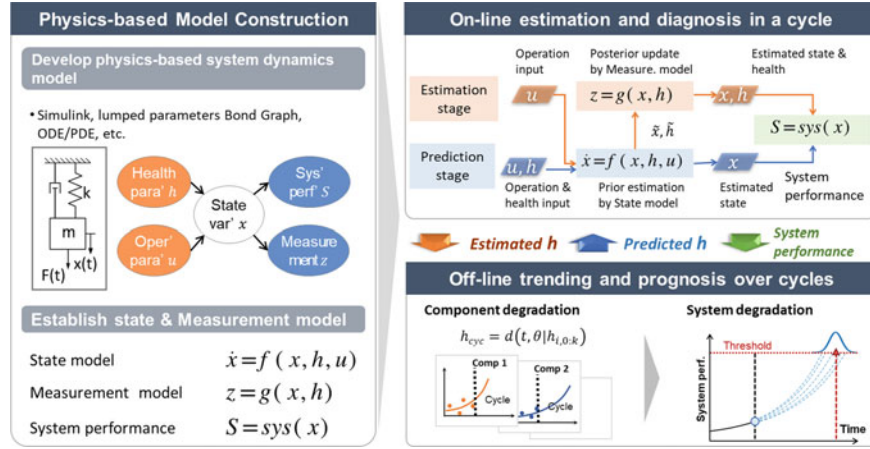 Physics-based Model Construction
Develop physics-based system dynamics
model
• Simulink, lumped parameters Bond Graph,
ODE/PDE, etc.
k
m
F(t)
x(t)
Health
para' h
Oper'
para' u
State
var' x
Sys'
perf' S
Measure
ment z
Establish state & Measurement model
State model ẋ=f(x,h,u)
Measurement model z=g(x,h)
System performance S=sys(x)
On-line estimation and diagnosis in a cycle
Operation
input
Posterior update
by Measure. model
Estimated state &
health
Estimation
stage
u
z=g(x,h)
x,h
x̃,h̃
S=sys(x)
Prediction
stage
u,h
ẋ=f(x,h,u)
x
Operation &
health input
Prior estimation
by State model
Estimated
state
System
performance
Estimated h
Predicted h
System
performance
Off-line trending and prognosis over cycles
Component degradation
h_cyc = d(t,θ|h_i,0:k)
Comp 1
Cycle
Comp 2
Cycle
System degradation
Threshold
System perf.
Time